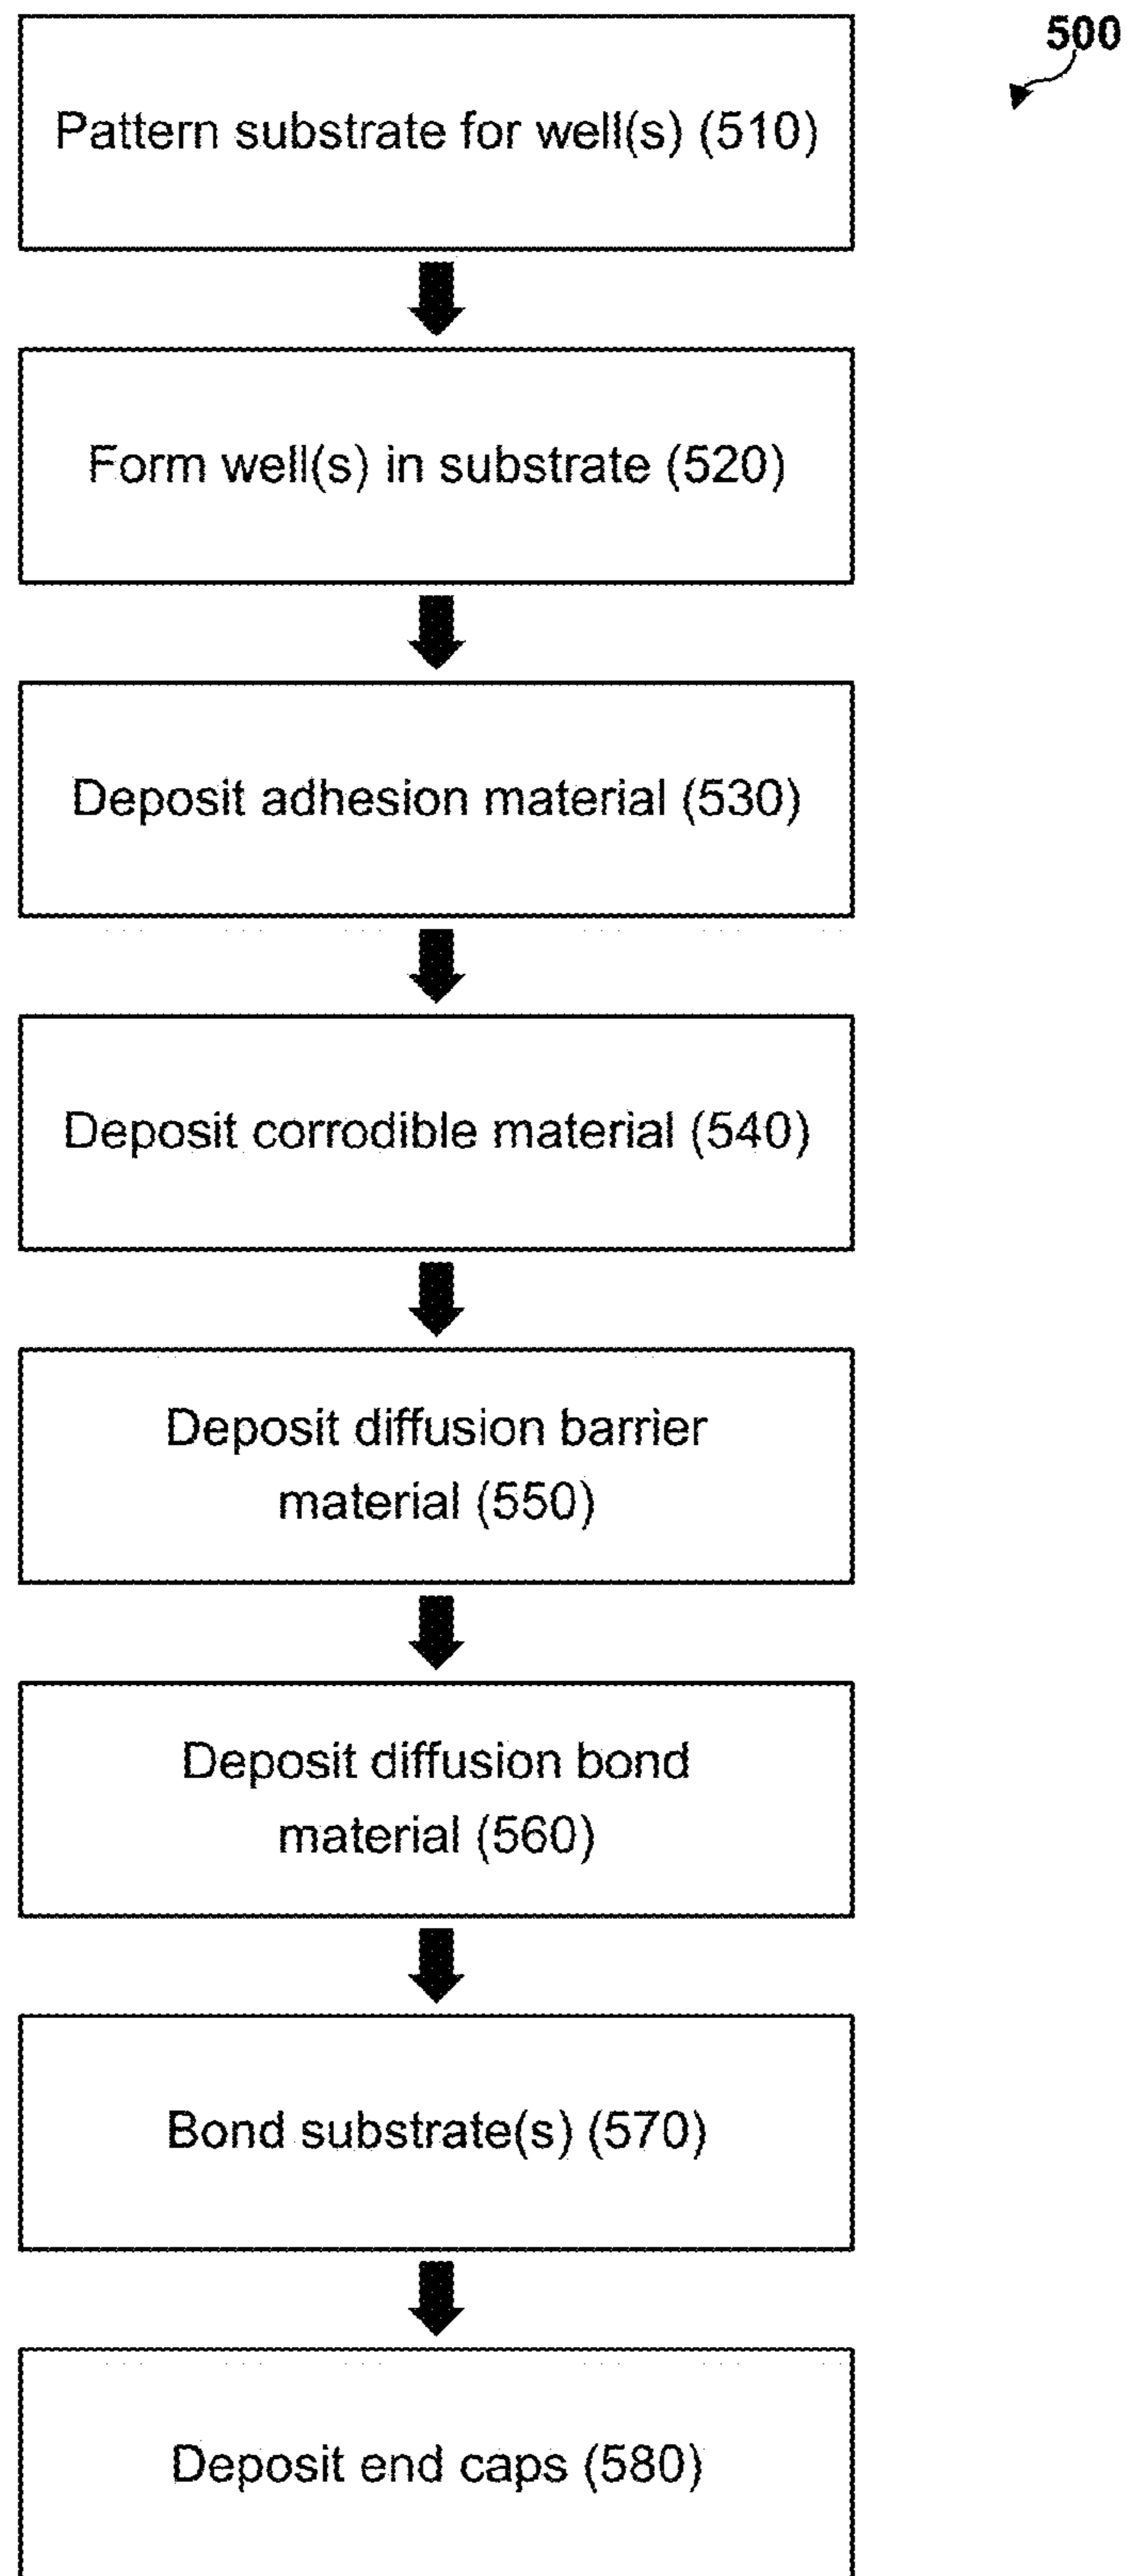 500
Pattern substrate for well(s) (510)
Form well(s) in substrate (520)
Deposit adhesion material (530)
Deposit corrodible material (540)
Deposit diffusion barrier
material (550)
Deposit diffusion bond
material (560)
Bond substrate(s) (570)
Deposit end caps (580)